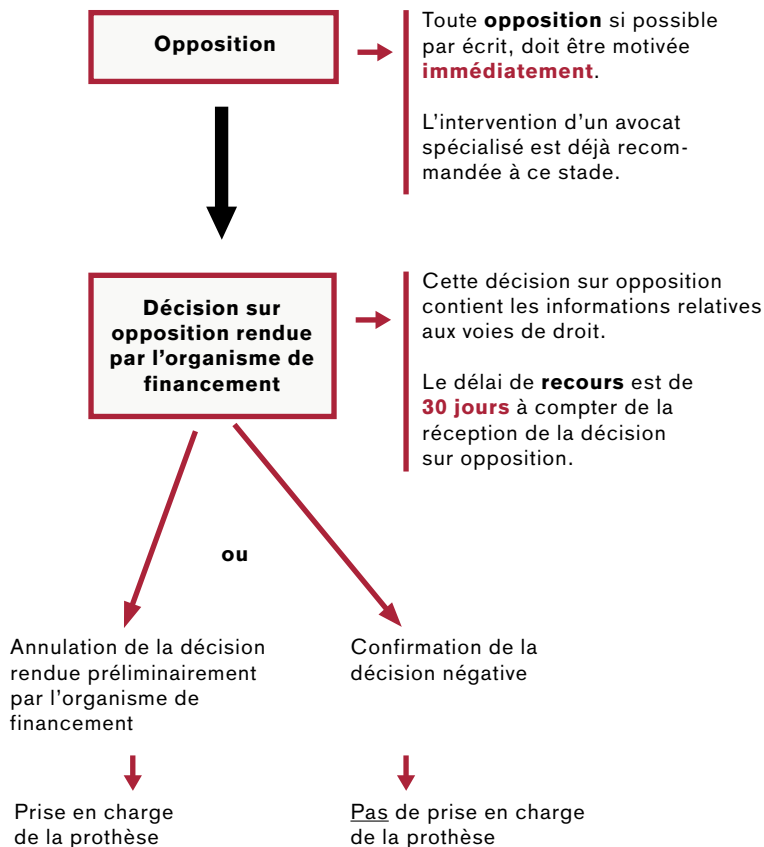 Opposition
Toute opposition si possible
par écrit, doit être motivée
immédiatement.
L'intervention d'un avocat
spécialisé est déjà recom-
mandée à ce stade.
Décision sur
opposition rendue
par l'organisme de
financement
Cette décision sur opposition
contient les informations relatives
aux voies de droit.
Le délai de recours est de
30 jours à compter de la
réception de la décision
sur opposition.
ou
Annulation de la décision
rendue préliminairement
par l'organisme de
financement
Confirmation de la
décision négative
Prise en charge
de la prothèse
Pas de prise en charge
de la prothèse